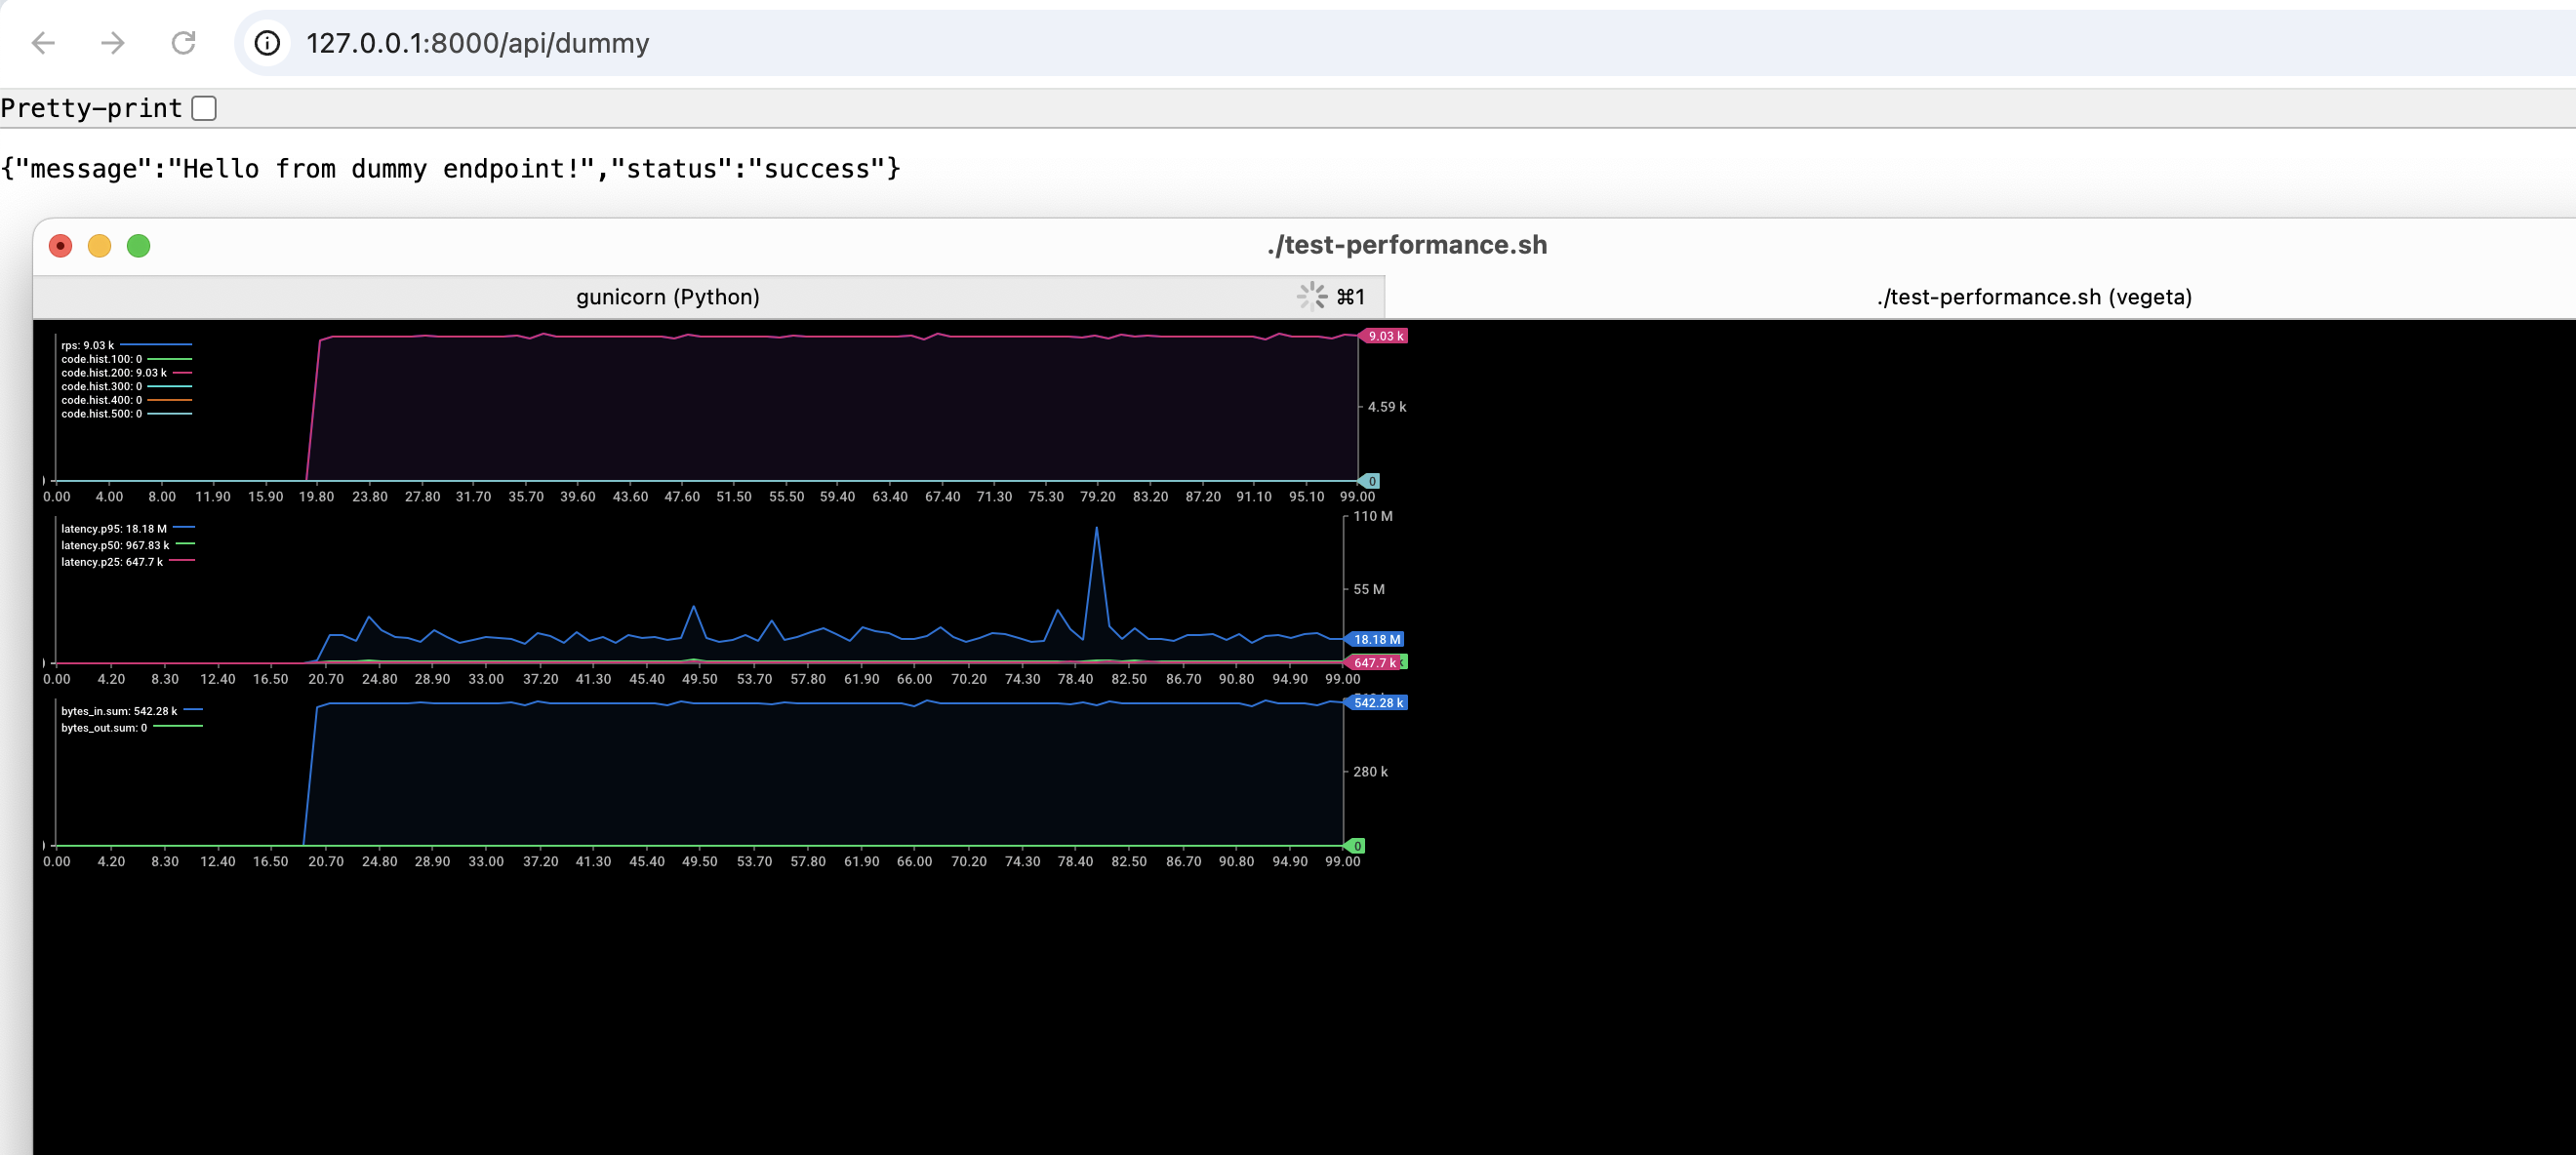 127.0.0.1:8000/api/dummy
Pretty-print
{"message":"Hello from dummy endpoint!","status":"success"}
./test-performance.sh
gunicorn (Python) ⌘1 ./test-performance.sh (vegeta)
rps: 9.03 k
code.hist.100: 0
code.hist.200: 9.03 k
code.hist.300: 0
code.hist.400: 0
code.hist.500: 0
9.03 k
4.59 k
0
0.00 4.00 8.00 11.90 15.90 19.80 23.80 27.80 31.70 35.70 39.60 43.60 47.60 51.50 55.50 59.40 63.40 67.40 71.30 75.30 79.20 83.20 87.20 91.10 95.10 99.00
latency.p95: 18.18 M
latency.p50: 967.83 k
latency.p25: 647.7 k
110 M
55 M
18.18 M
647.7 k
0.00 4.20 8.30 12.40 16.50 20.70 24.80 28.90 33.00 37.20 41.30 45.40 49.50 53.70 57.80 61.90 66.00 70.20 74.30 78.40 82.50 86.70 90.80 94.90 99.00
bytes_in.sum: 542.28 k
bytes_out.sum: 0
542.28 k
280 k
0
0.00 4.20 8.30 12.40 16.50 20.70 24.80 28.90 33.00 37.20 41.30 45.40 49.50 53.70 57.80 61.90 66.00 70.20 74.30 78.40 82.50 86.70 90.80 94.90 99.00